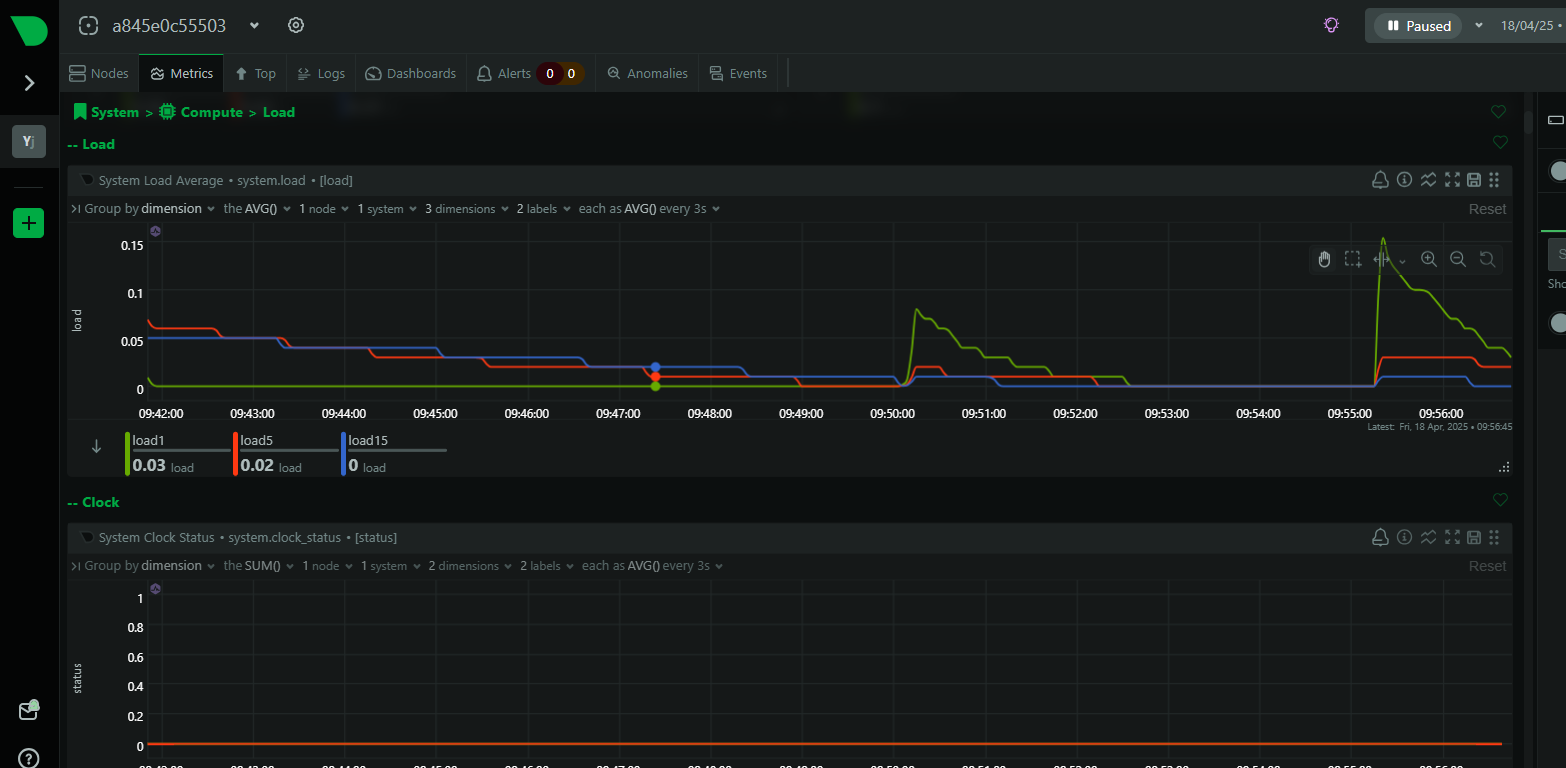 a845e0c55503
Paused
18/04/25 •
Nodes Metrics Top Logs Dashboards Alerts 0 0 Anomalies Events
System > Compute > Load
Yj
-- Load
System Load Average • system.load • [load]
Group by dimension the AVG() 1 node 1 system 3 dimensions 2 labels each as AVG() every 3s Reset
load
0.15
0.1
0.05
0
09:42:00 09:43:00 09:44:00 09:45:00 09:46:00 09:47:00 09:48:00 09:49:00 09:50:00 09:51:00 09:52:00 09:53:00 09:54:00 09:55:00 09:56:00
Latest: Fri, 18 Apr, 2025 • 09:56:45
load1 load5 load15
0.03 load 0.02 load 0 load
-- Clock
System Clock Status • system.clock_status • [status]
Group by dimension the SUM() 1 node 1 system 2 dimensions 2 labels each as AVG() every 3s Reset
status
1
0.8
0.6
0.4
0.2
0